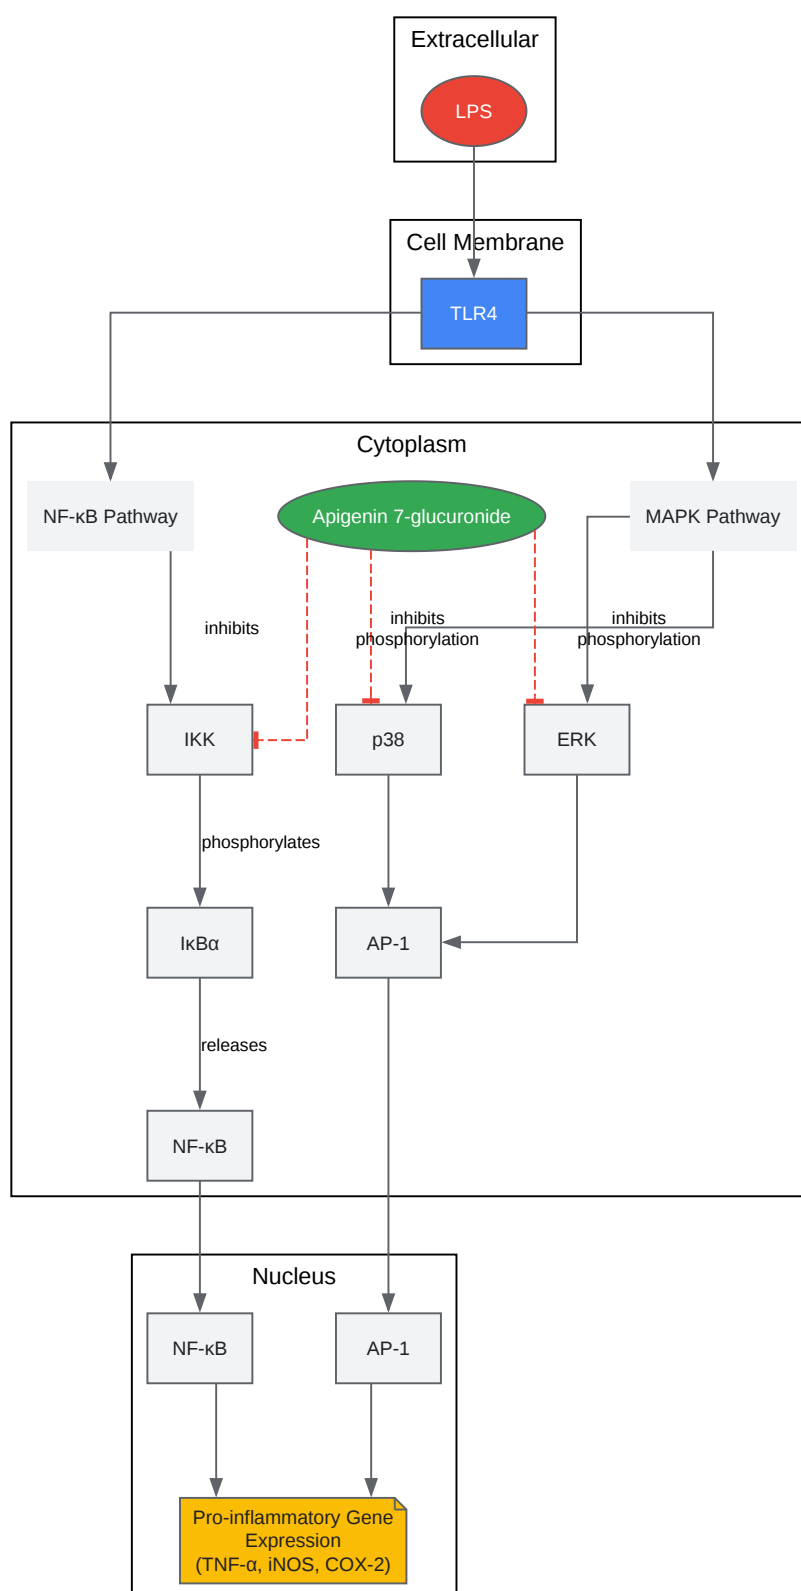 Extracellular
LPS
Cell Membrane
TLR4
Cytoplasm
NF-κB Pathway
Apigenin 7-glucuronide
MAPK Pathway
inhibits
inhibits
phosphorylation
inhibits
phosphorylation
IKK
p38
ERK
phosphorylates
IκBα
AP-1
releases
NF-κB
Nucleus
NF-κB
AP-1
Pro-inflammatory Gene
Expression
(TNF-α, iNOS, COX-2)